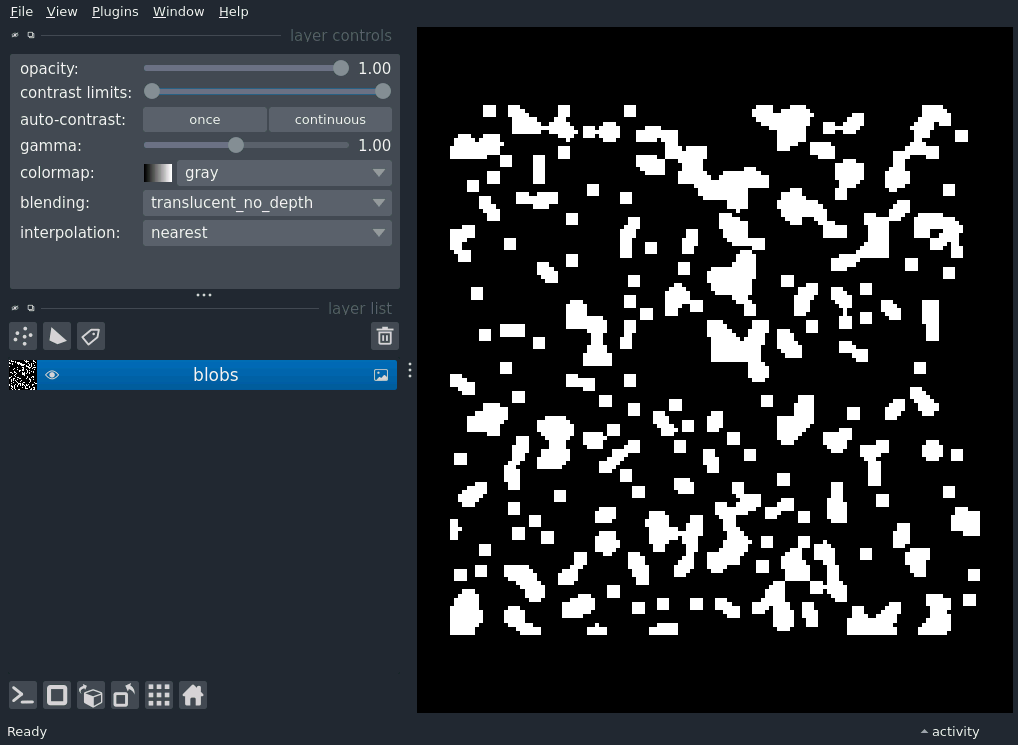 File View Plugins Window Help
layer controls
opacity: 1.00
contrast limits:
auto-contrast: once continuous
gamma: 1.00
colormap: gray
blending: translucent_no_depth
interpolation: nearest
layer list
blobs
Ready activity